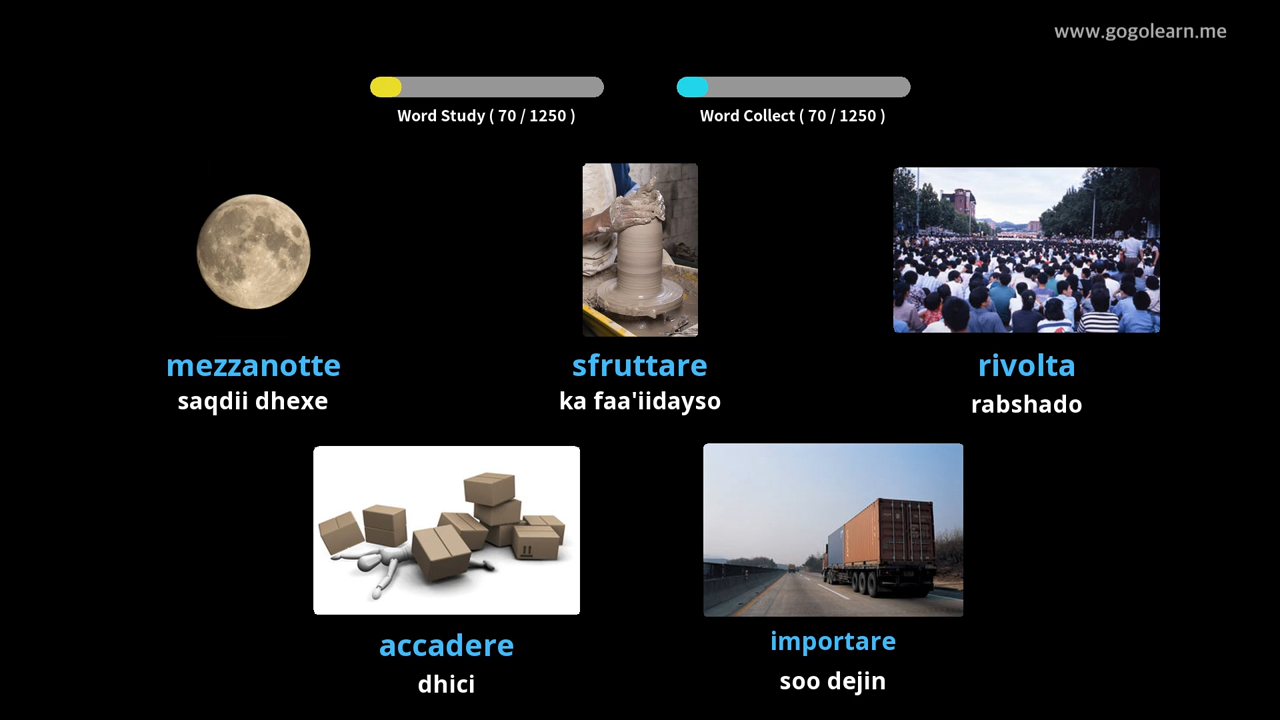 www.gogolearn.me
Word Study ( 70 / 1250 )
Word Collect ( 70 / 1250 )
mezzanotte
saqdii dhexe
sfruttare
ka faa'iidayso
rivolta
rabshado
accadere
dhici
importare
soo dejin